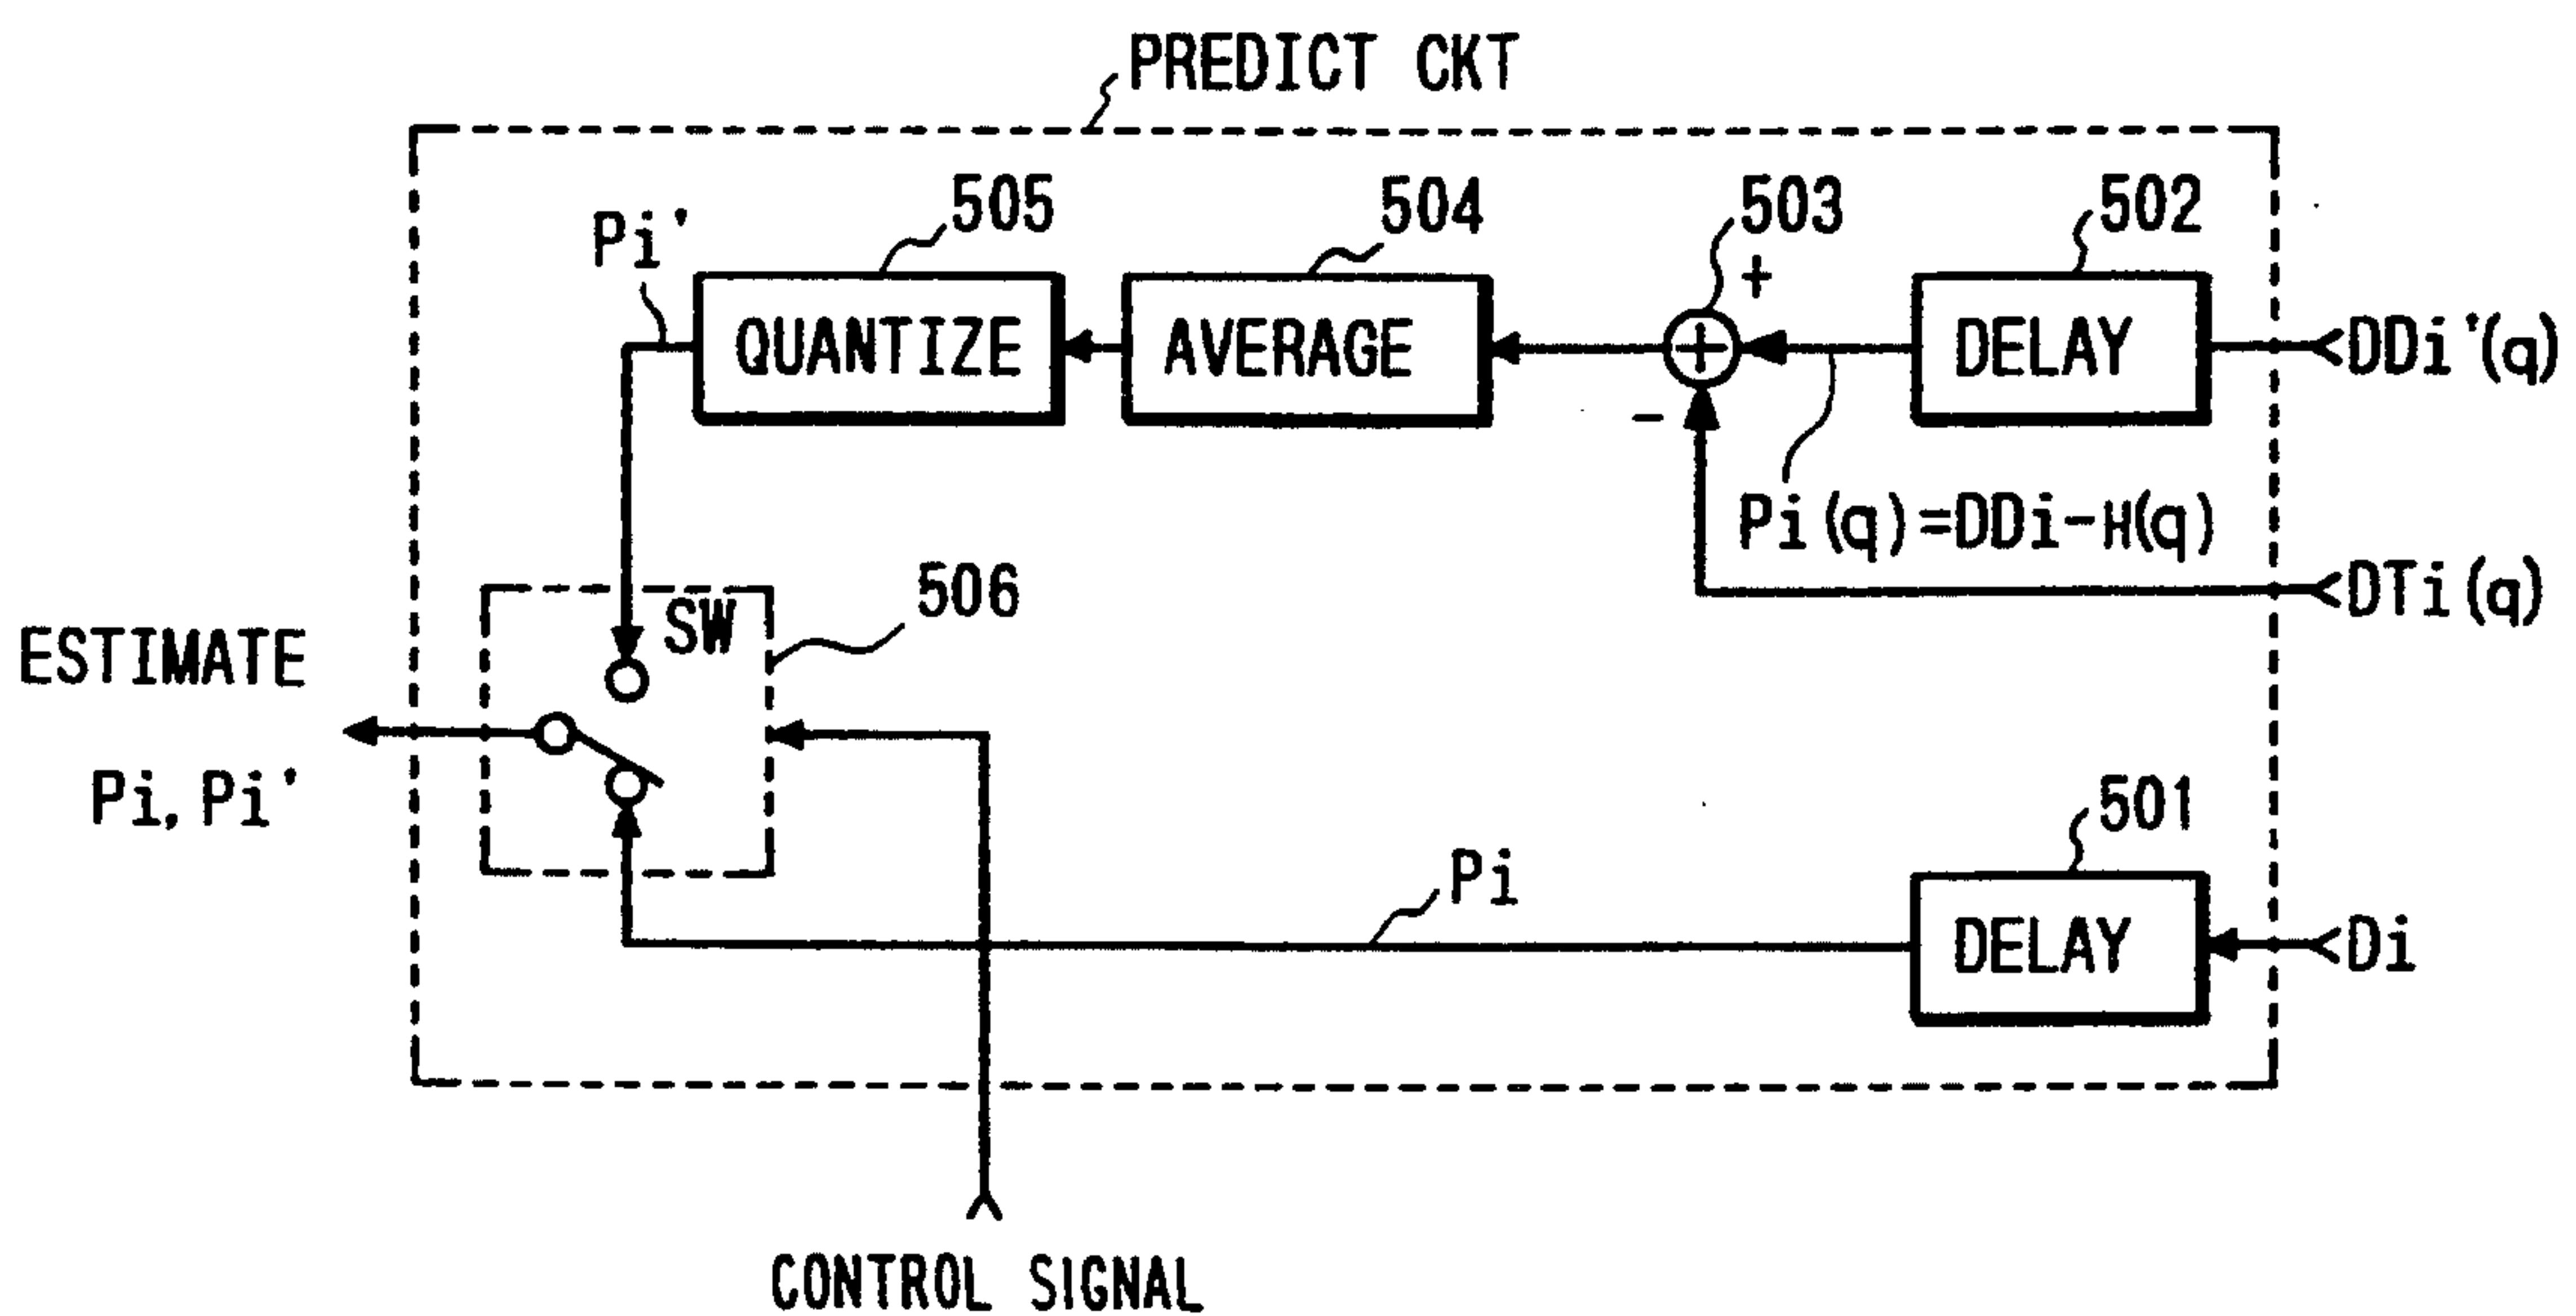 PREDICT CKT
505
504
503
502
Pi'
+
QUANTIZE
AVERAGE
DELAY
DDi'(q)
-
Pi(q)=DDi-H(q)
506
DTi(q)
SW
ESTIMATE
Pi, Pi'
501
Pi
DELAY
Di
CONTROL SIGNAL